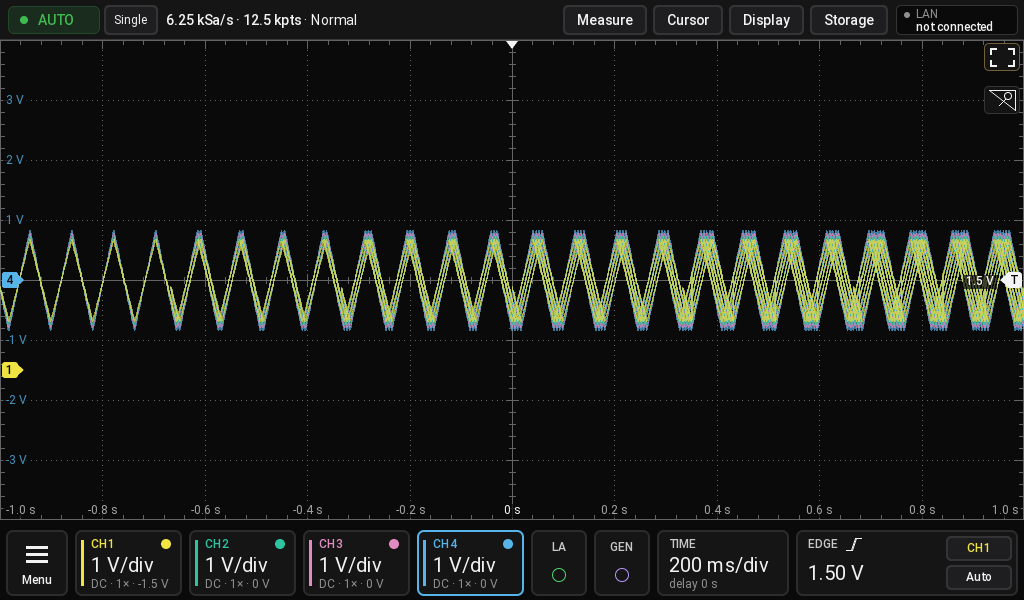 AUTO
Single
6.25 kSa/s · 12.5 kpts · Normal
Measure
Cursor
Display
Storage
LAN
not connected
3 V
2 V
1 V
4
1.5 V
T
-1 V
1
-2 V
-3 V
-1.0 s
-0.8 s
-0.6 s
-0.4 s
-0.2 s
0 s
0.2 s
0.4 s
0.6 s
0.8 s
1.0 s
Menu
CH1
1 V/div
DC · 1× · -1.5 V
CH2
1 V/div
DC · 1× · 0 V
CH3
1 V/div
DC · 1× · 0 V
CH4
1 V/div
DC · 1× · 0 V
LA
GEN
TIME
200 ms/div
delay 0 s
EDGE
1.50 V
CH1
Auto